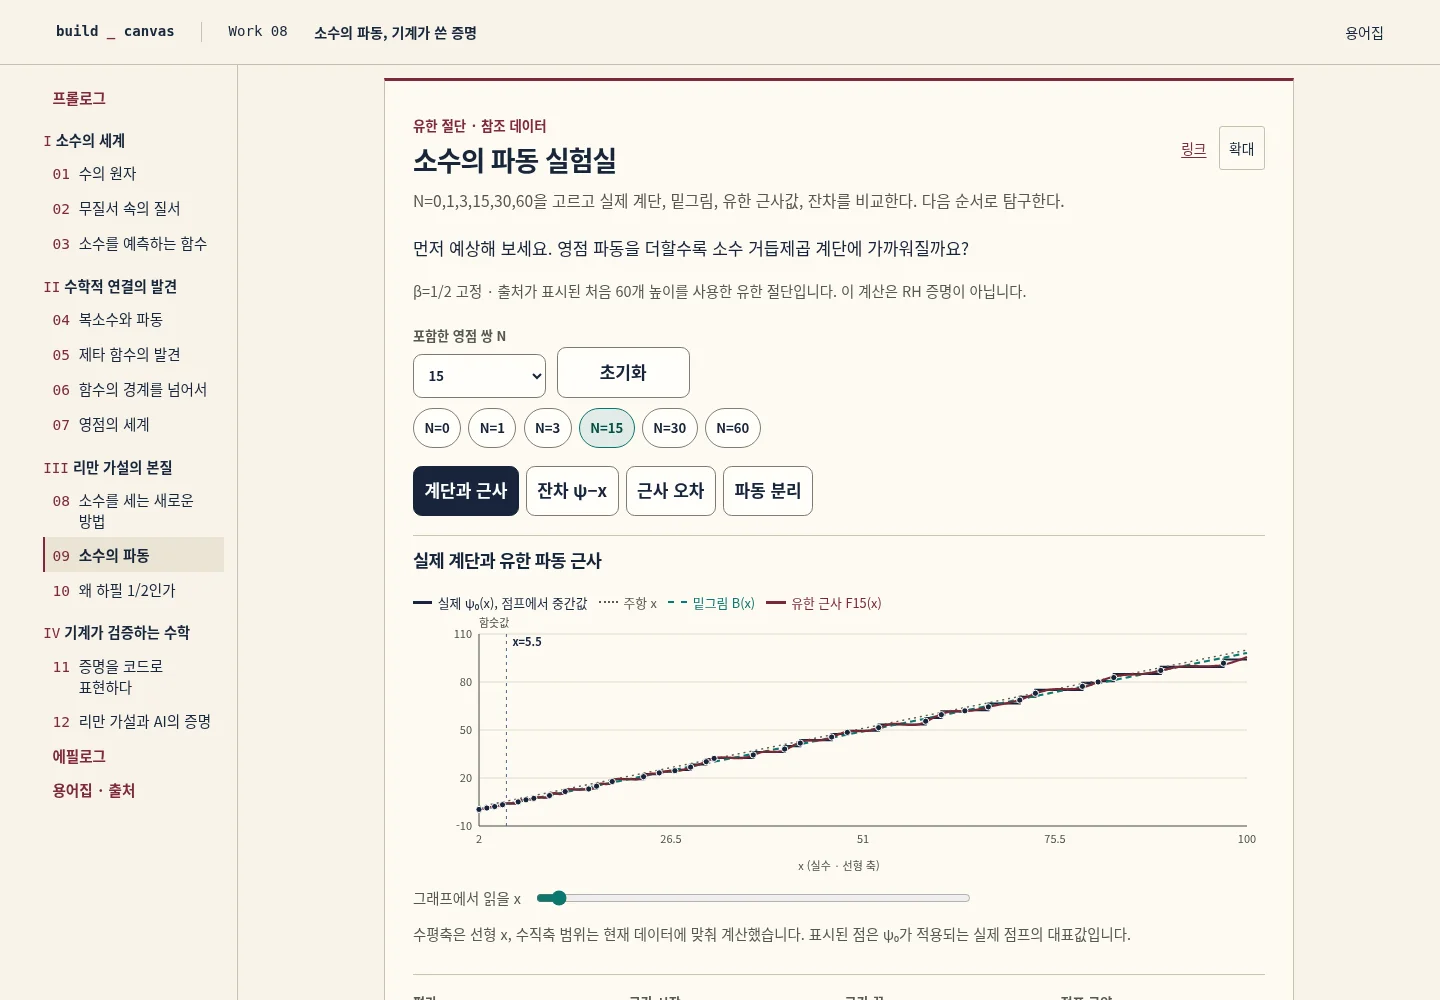 build _ canvas
Work 08
소수의 파동, 기계가 쓴 증명
용어집
프롤로그
I 소수의 세계
01 수의 원자
02 무질서 속의 질서
03 소수를 예측하는 함수
II 수학적 연결의 발견
04 복소수와 파동
05 제타 함수의 발견
06 함수의 경계를 넘어서
07 영점의 세계
III 리만 가설의 본질
08 소수를 세는 새로운
방법
09 소수의 파동
10 왜 하필 1/2인가
IV 기계가 검증하는 수학
11 증명을 코드로
표현하다
12 리만 가설과 AI의 증명
에필로그
용어집 · 출처
유한 절단 · 참조 데이터
소수의 파동 실험실
링크
확대
N=0,1,3,15,30,60을 고르고 실제 계단, 밑그림, 유한 근사값, 잔차를 비교한다. 다음 순서로 탐구한다.
먼저 예상해 보세요. 영점 파동을 더할수록 소수 거듭제곱 계단에 가까워질까요?
β=1/2 고정 · 출처가 표시된 처음 60개 높이를 사용한 유한 절단입니다. 이 계산은 RH 증명이 아닙니다.
포함한 영점 쌍 N
15
초기화
N=0
N=1
N=3
N=15
N=30
N=60
계단과 근사
잔차 ψ−x
근사 오차
파동 분리
실제 계단과 유한 파동 근사
실제 ψ₀(x), 점프에서 중간값
주항 x
밑그림 B(x)
유한 근사 F15(x)
함숫값
x=5.5
110
80
50
20
-10
2
26.5
51
75.5
100
x (실수 · 선형 축)
그래프에서 읽을 x
수평축은 선형 x, 수직축 범위는 현재 데이터에 맞춰 계산했습니다. 표시된 점은 ψ₀가 적용되는 실제 점프의 대표값입니다.